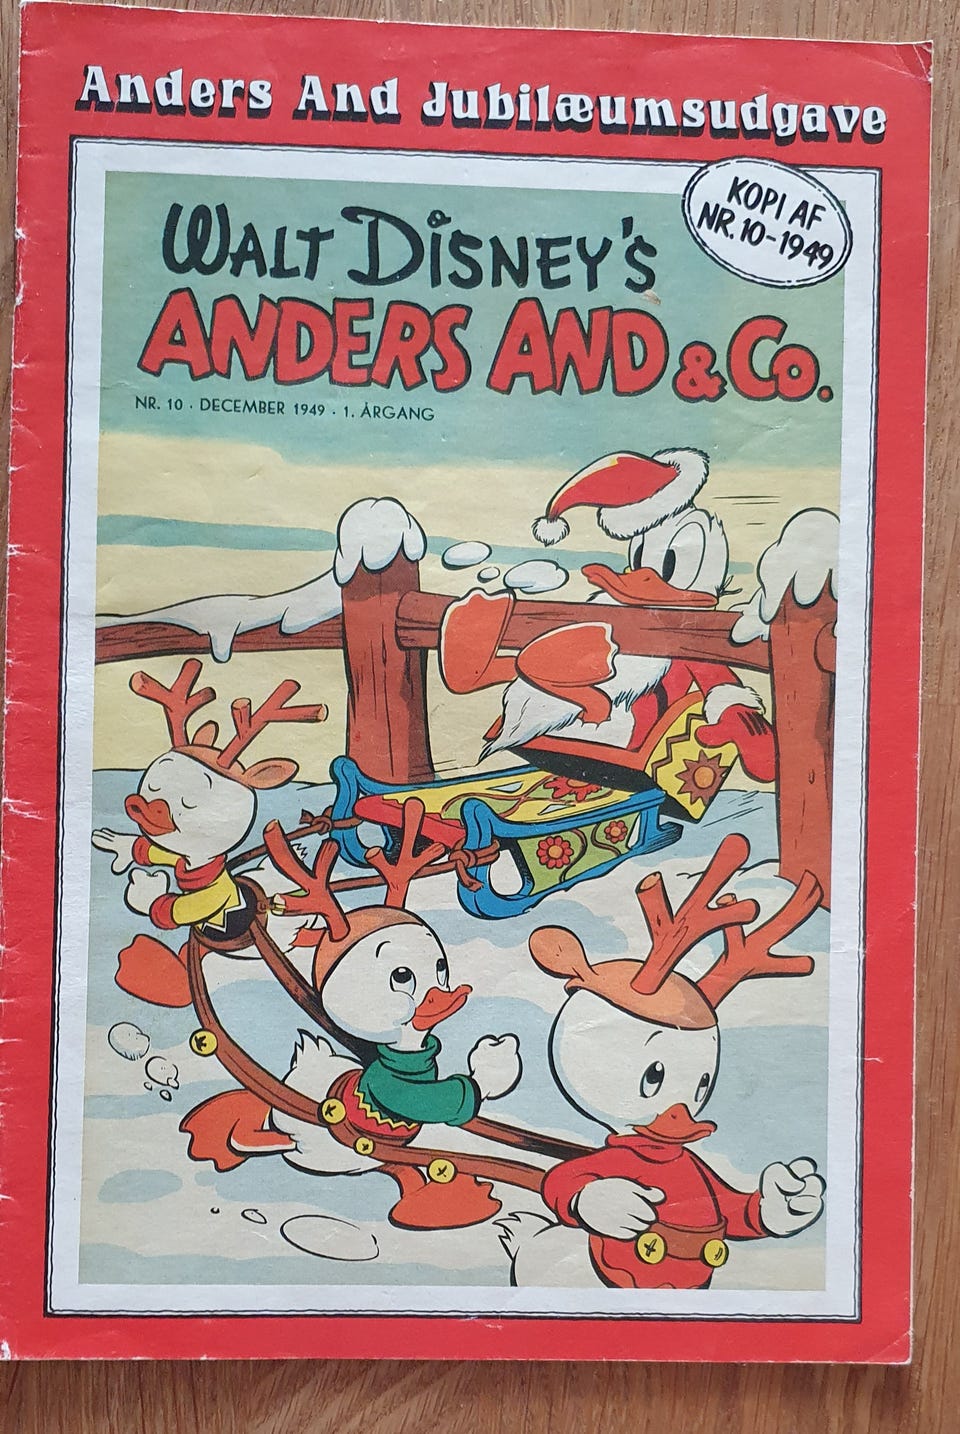 Anders And Jubilæumsudgave
KOPI AF
NR. 10-1949
WALT DISNEY'S
ANDERS AND & CO.
NR. 10 · DECEMBER 1949 · 1. ÅRGANG